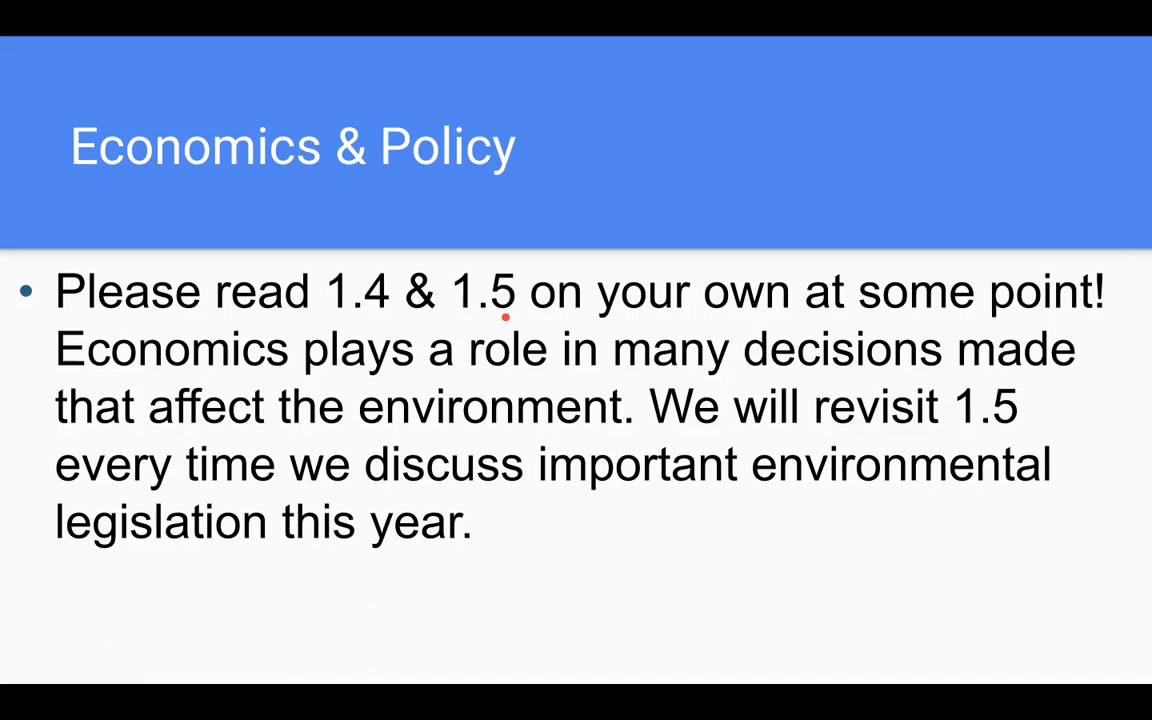 Economics & Policy
• Please read 1.4 & 1.5 on your own at some point!
Economics plays a role in many decisions made
that affect the environment. We will revisit 1.5
every time we discuss important environmental
legislation this year.